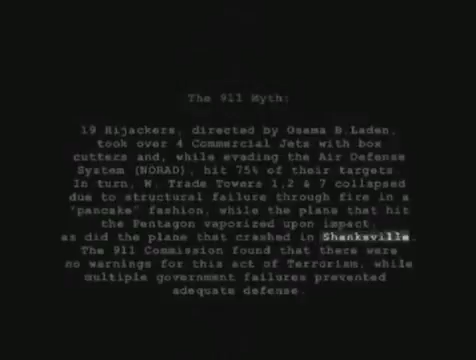 The 911 Myth:
19 Hijackers, directed by Osama B.Laden,
took over 4 Commercial Jets with box
cutters and, while evading the Air Defense
System (NORAD), hit 75% of their targets.
In turn, W. Trade Towers 1,2 & 7 collapsed
due to structural failure through fire in a
"pancake" fashion, while the plane that hit
the Pentagon vaporized upon impact
as did the plane that crashed in Shanksville.
The 911 Commission found that there were
no warnings for this act of Terrorism, while
multiple government failures prevented
adequate defense.